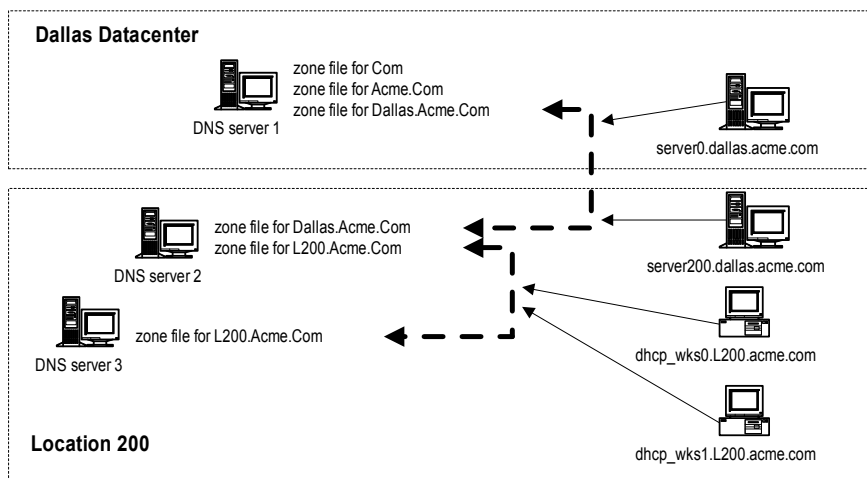 Dallas Datacenter
zone file for Com
zone file for Acme.Com
zone file for Dallas.Acme.Com
DNS server 1
server0.dallas.acme.com
zone file for Dallas.Acme.Com
zone file for L200.Acme.Com
DNS server 2
server200.dallas.acme.com
zone file for L200.Acme.Com
DNS server 3
dhcp_wks0.L200.acme.com
Location 200
dhcp_wks1.L200.acme.com